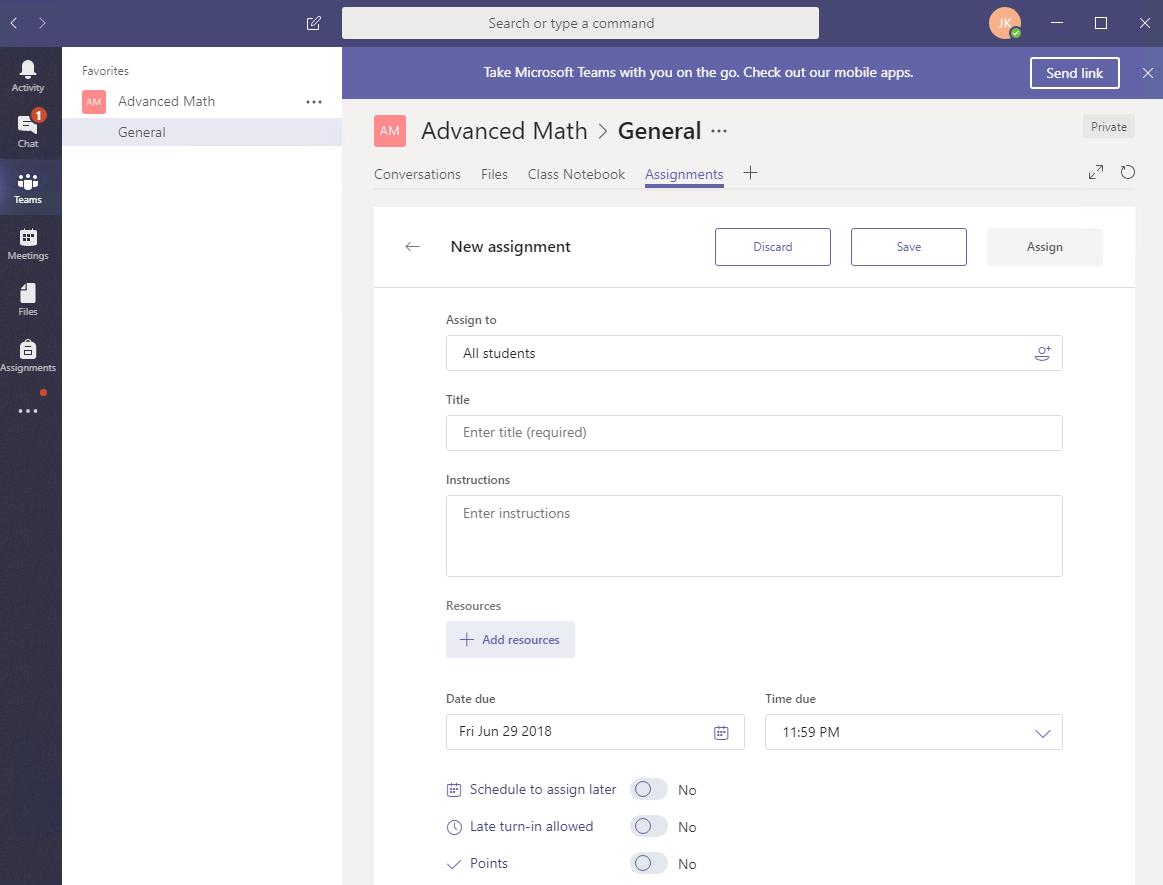 Search or type a command
JK
Take Microsoft Teams with you on the go. Check out our mobile apps.
Send link
Activity
1
Chat
Teams
Meetings
Files
Assignments
Favorites
AM
Advanced Math
General
AM
Advanced Math > General
Private
Conversations
Files
Class Notebook
Assignments
New assignment
Discard
Save
Assign
Assign to
All students
Title
Enter title (required)
Instructions
Enter instructions
Resources
Add resources
Date due
Time due
Fri Jun 29 2018
11:59 PM
Schedule to assign later
No
Late turn-in allowed
No
Points
No